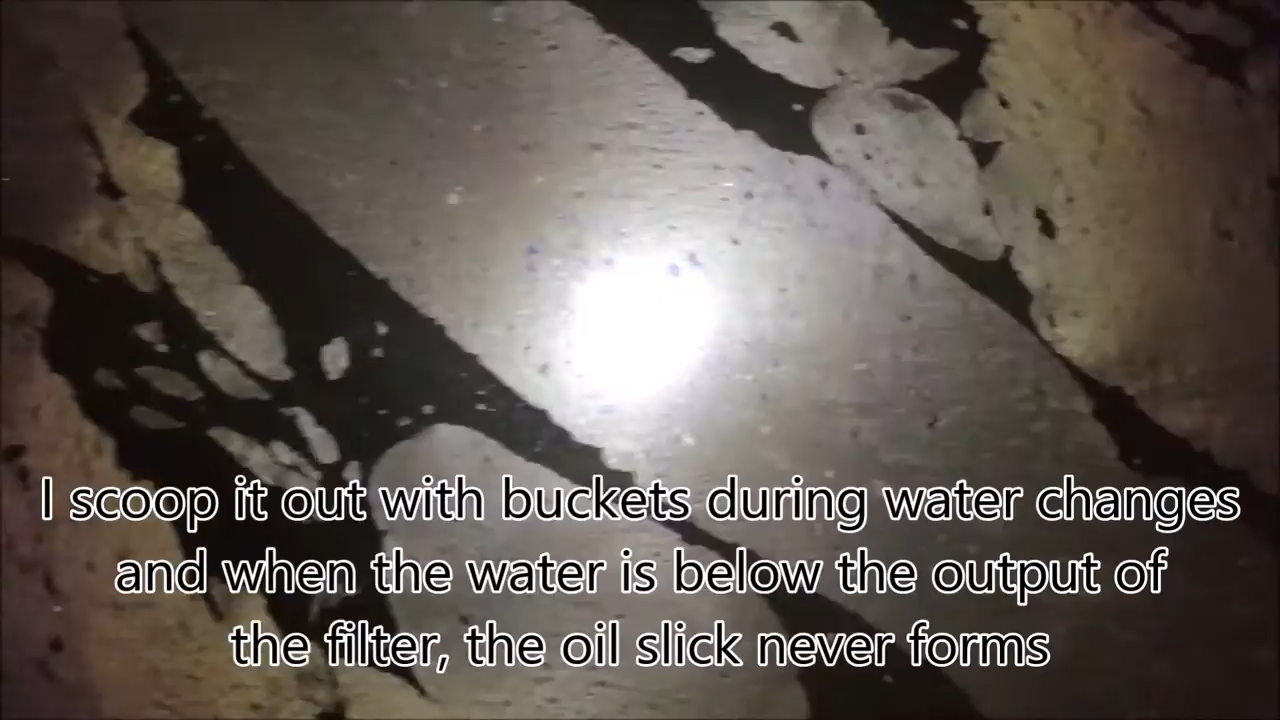 I scoop it out with buckets during water changes
and when the water is below the output of
the filter, the oil slick never forms